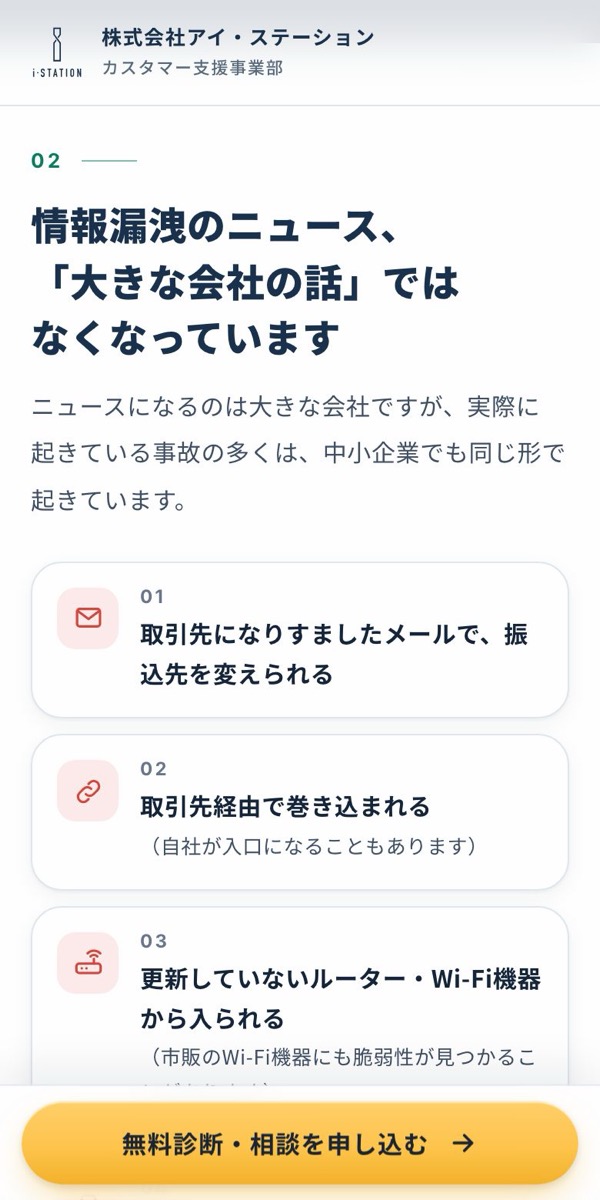 i·STATION
株式会社アイ・ステーション
カスタマー支援事業部
02
情報漏洩のニュース、
「大きな会社の話」では
なくなっています
ニュースになるのは大きな会社ですが、実際に
起きている事故の多くは、中小企業でも同じ形で
起きています。
01
取引先になりすましたメールで、振
込先を変えられる
02
取引先経由で巻き込まれる
（自社が入口になることもあります）
03
更新していないルーター・Wi-Fi機器
から入られる
（市販のWi-Fi機器にも脆弱性が見つかるこ
無料診断・相談を申し込む →